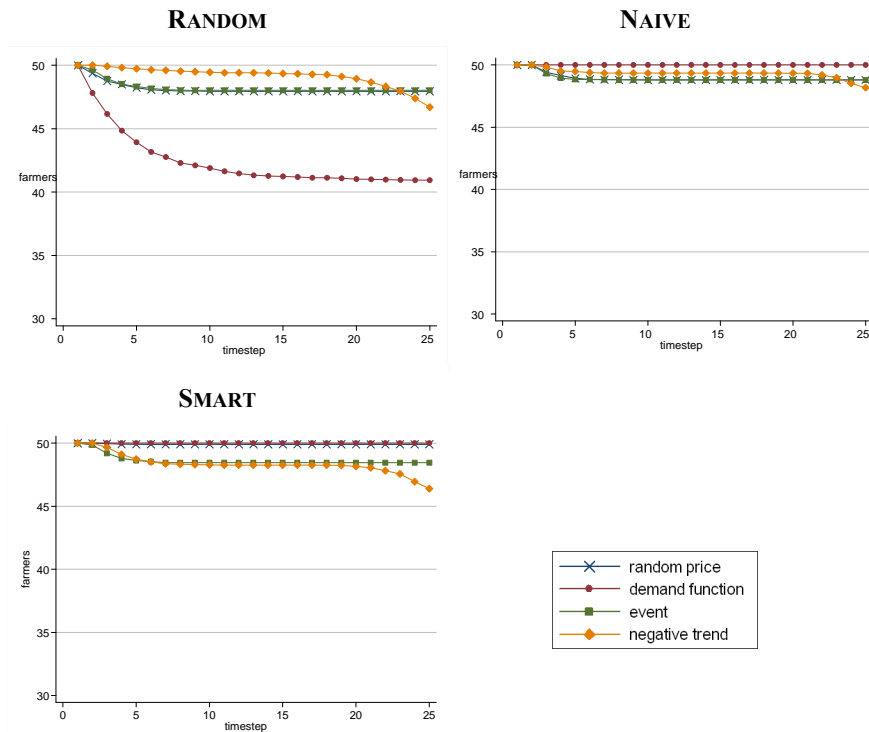 RANDOM
50
45
farmers
40
35
30
0 5 10 15 20 25
timestep
NAIVE
50
45
farmers
40
35
30
0 5 10 15 20 25
timestep
SMART
50
45
farmers
40
35
30
0 5 10 15 20 25
timestep
random price
demand function
event
negative trend